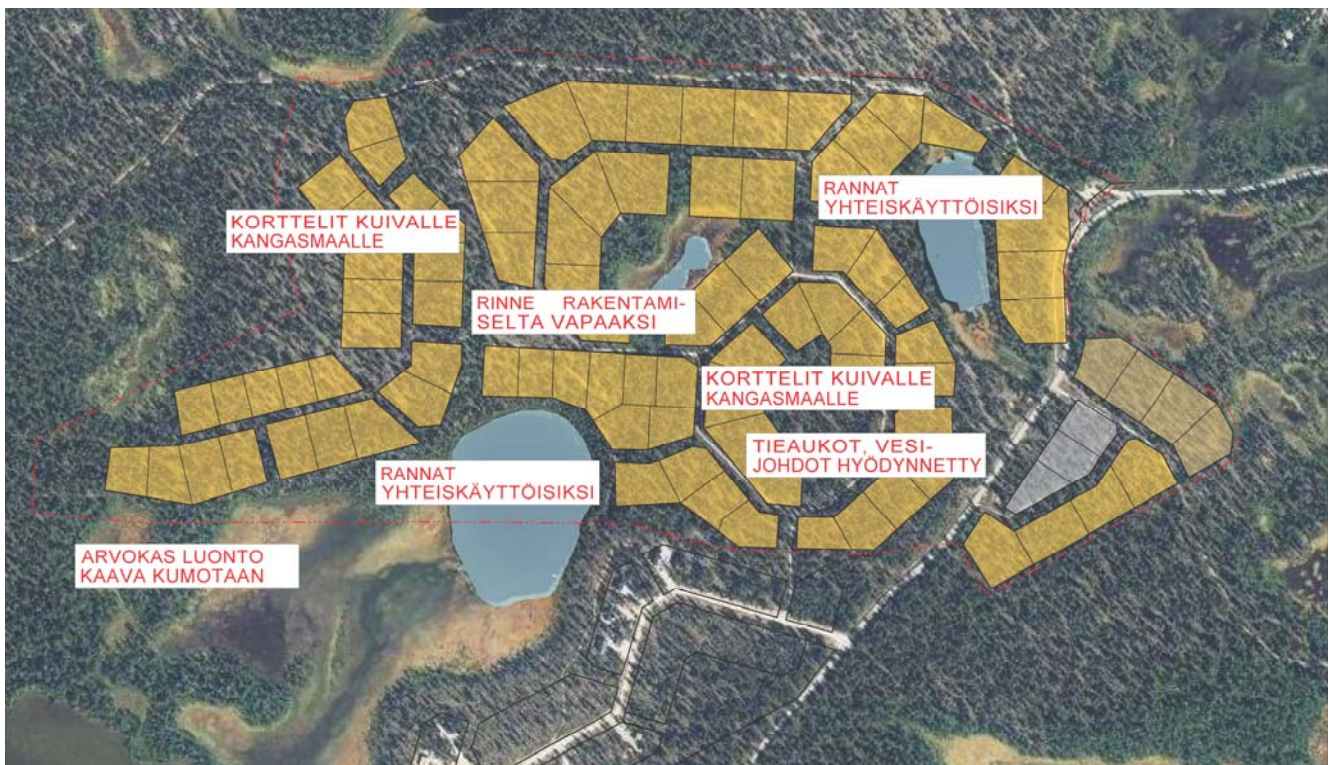 RANNAT
YHTEISKÄYTTÖISIKSI
KORTTELIT KUIVALLE
KANGASMAALLE
RINNE RAKENTAMI-
SELTA VAPAAKSI
KORTTELIT KUIVALLE
KANGASMAALLE
TIEAUKOT, VESI-
JOHDOT HYÖDYNNETTY
RANNAT
YHTEISKÄYTTÖISIKSI
ARVOKAS LUONTO
KAAVA KUMOTAAN